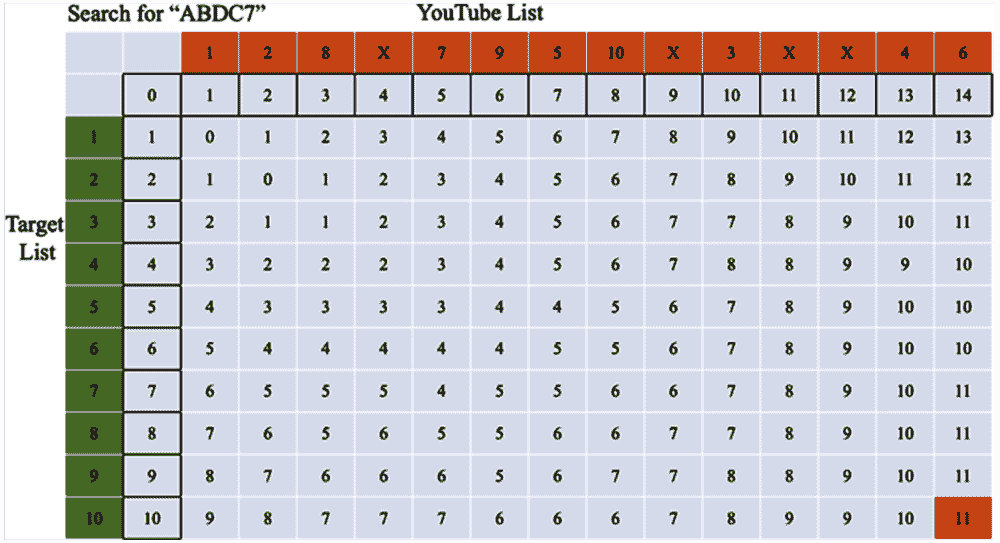 Search for “ABDC7” YouTube List
1 2 8 X 7 9 5 10 X 3 X X 4 6
0 1 2 3 4 5 6 7 8 9 10 11 12 13 14
1 1 0 1 2 3 4 5 6 7 8 9 10 11 12 13
2 2 1 0 1 2 3 4 5 6 7 8 9 10 11 12
Target List
3 3 2 1 1 2 3 4 5 6 7 7 8 9 10 11
4 4 3 2 2 2 3 4 5 6 7 8 8 9 9 10
5 5 4 3 3 3 3 4 4 5 6 7 8 9 10 10
6 6 5 4 4 4 4 4 5 5 6 7 8 9 10 10
7 7 6 5 5 5 4 5 5 6 6 7 8 9 10 11
8 8 7 6 5 6 5 5 6 6 7 7 8 9 10 11
9 9 8 7 6 6 6 5 6 7 7 8 8 9 10 11
10 10 9 8 7 7 7 6 6 6 7 8 9 9 10 11